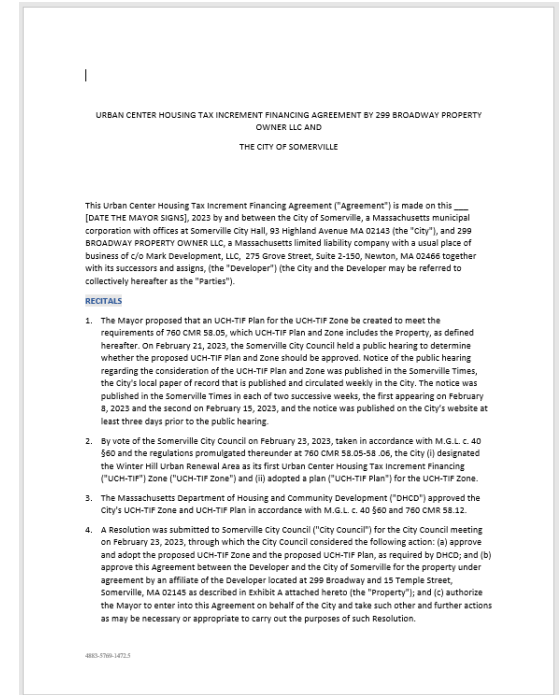 URBAN CENTER HOUSING TAX INCREMENT FINANCING AGREEMENT BY 299 BROADWAY PROPERTY
OWNER LLC AND
THE CITY OF SOMERVILLE
This Urban Center Housing Tax Increment Financing Agreement ("Agreement") is made on this ___
[DATE THE MAYOR SIGNS], 2023 by and between the City of Somerville, a Massachusetts municipal
corporation with offices at Somerville City Hall, 93 Highland Avenue MA 02143 (the "City"), and 299
BROADWAY PROPERTY OWNER LLC, a Massachusetts limited liability company with a usual place of
business of c/o Mark Development, LLC, 275 Grove Street, Suite 2-150, Newton, MA 02466 together
with its successors and assigns, (the "Developer") (the City and the Developer may be referred to
collectively hereafter as the "Parties").
RECITALS
1. The Mayor proposed that an UCH-TIF Plan for the UCH-TIF Zone be created to meet the
requirements of 760 CMR 58.05, which UCH-TIF Plan and Zone includes the Property, as defined
hereafter. On February 21, 2023, the Somerville City Council held a public hearing to determine
whether the proposed UCH-TIF Plan and Zone should be approved. Notice of the public hearing
regarding the consideration of the UCH-TIF Plan and Zone was published in the Somerville Times,
the City's local paper of record that is published and circulated weekly in the City. The notice was
published in the Somerville Times in each of two successive weeks, the first appearing on February
8, 2023 and the second on February 15, 2023, and the notice was published on the City's website at
least three days prior to the public hearing.
2. By vote of the Somerville City Council on February 23, 2023, taken in accordance with M.G.L. c. 40
§60 and the regulations promulgated thereunder at 760 CMR 58.05-58 .06, the City (i) designated
the Winter Hill Urban Renewal Area as its first Urban Center Housing Tax Increment Financing
("UCH-TIF") Zone ("UCH-TIF Zone") and (ii) adopted a plan ("UCH-TIF Plan") for the UCH-TIF Zone.
3. The Massachusetts Department of Housing and Community Development ("DHCD") approved the
City's UCH-TIF Zone and UCH-TIF Plan in accordance with M.G.L. c. 40 §60 and 760 CMR 58.12.
4. A Resolution was submitted to Somerville City Council ("City Council") for the City Council meeting
on February 23, 2023, through which the City Council considered the following action: (a) approve
and adopt the proposed UCH-TIF Zone and the proposed UCH-TIF Plan, as required by DHCD; and (b)
approve this Agreement between the Developer and the City of Somerville for the property under
agreement by an affiliate of the Developer located at 299 Broadway and 15 Temple Street,
Somerville, MA 02145 as described in Exhibit A attached hereto (the "Property"); and (c) authorize
the Mayor to enter into this Agreement on behalf of the City and take such other and further actions
as may be necessary or appropriate to carry out the purposes of such Resolution.
4883-5760-1472.5